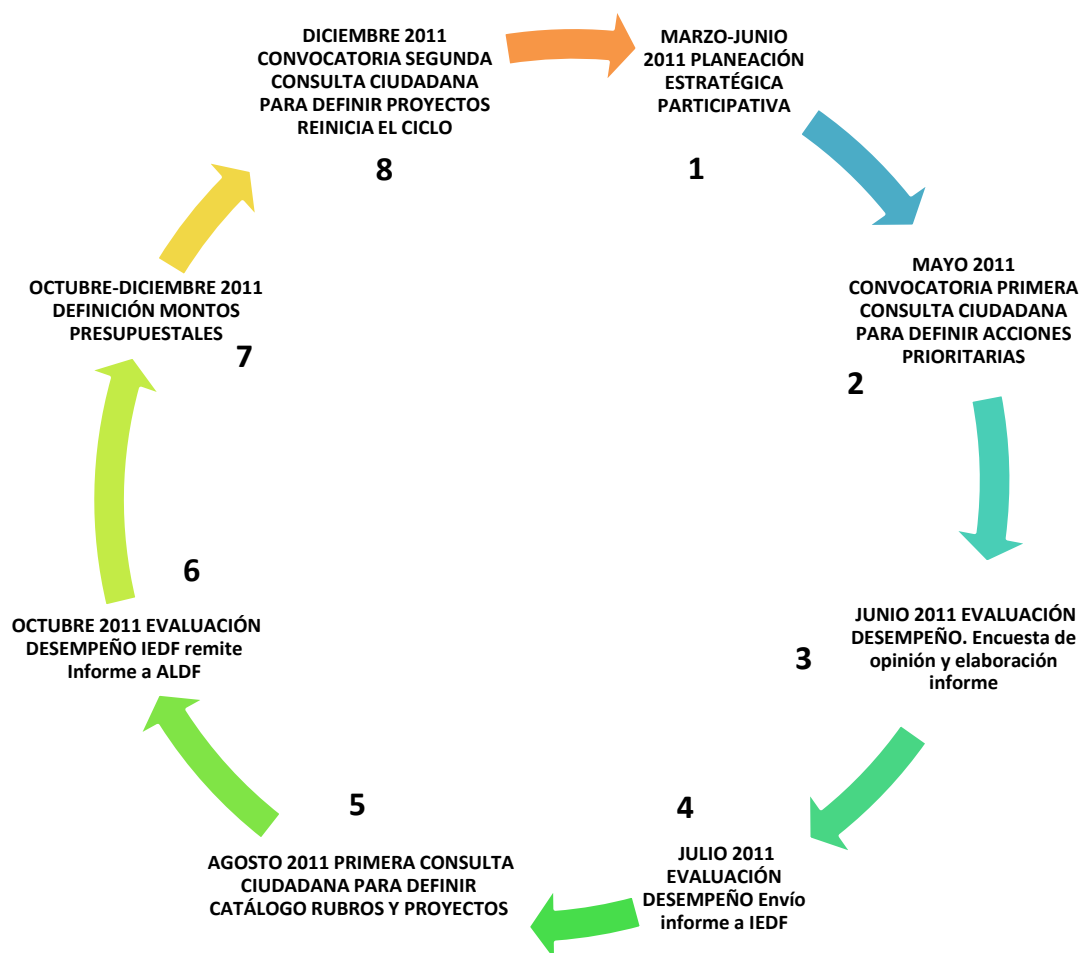 DICIEMBRE 2011
CONVOCATORIA SEGUNDA
CONSULTA CIUDADANA
PARA DEFINIR PROYECTOS
REINICIA EL CICLO
8
MARZO-JUNIO
2011 PLANEACIÓN
ESTRATÉGICA
PARTICIPATIVA
1
MAYO 2011
CONVOCATORIA PRIMERA
CONSULTA CIUDADANA
PARA DEFINIR ACCIONES
PRIORITARIAS
2
JUNIO 2011 EVALUACIÓN
DESEMPEÑO. Encuesta de
opinión y elaboración
informe
3
4
JULIO 2011
EVALUACIÓN
DESEMPEÑO Envío
informe a IEDF
5
AGOSTO 2011 PRIMERA CONSULTA
CIUDADANA PARA DEFINIR
CATÁLOGO RUBROS Y PROYECTOS
6
OCTUBRE 2011 EVALUACIÓN
DESEMPEÑO IEDF remite
Informe a ALDF
OCTUBRE-DICIEMBRE 2011
DEFINICIÓN MONTOS
PRESUPUESTALES
7